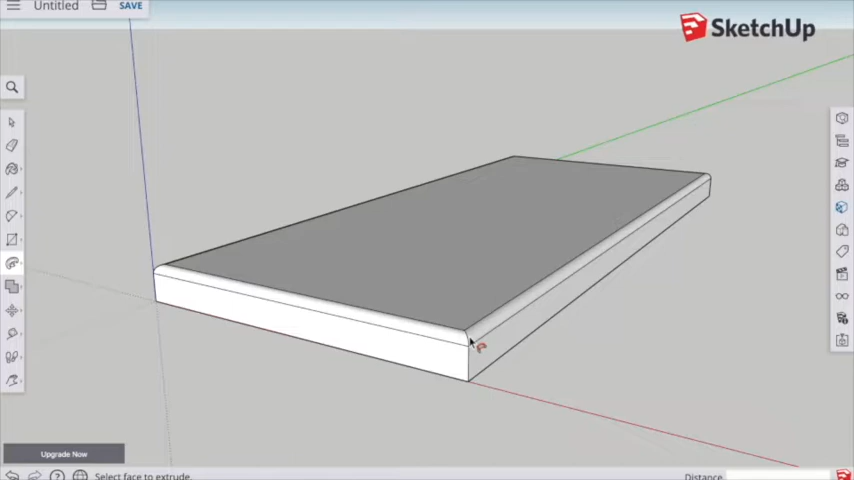 Untitled
SAVE
SketchUp
Upgrade Now
Select face to extrude.
Distance